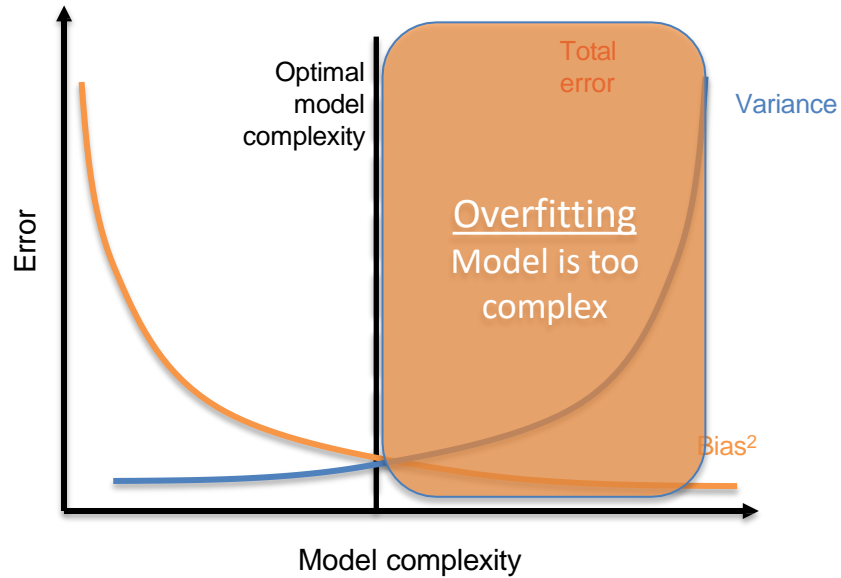 Total
error
Optimal
model
complexity
Variance
Error
Overfitting
Model is too
complex
Bias²
Model complexity